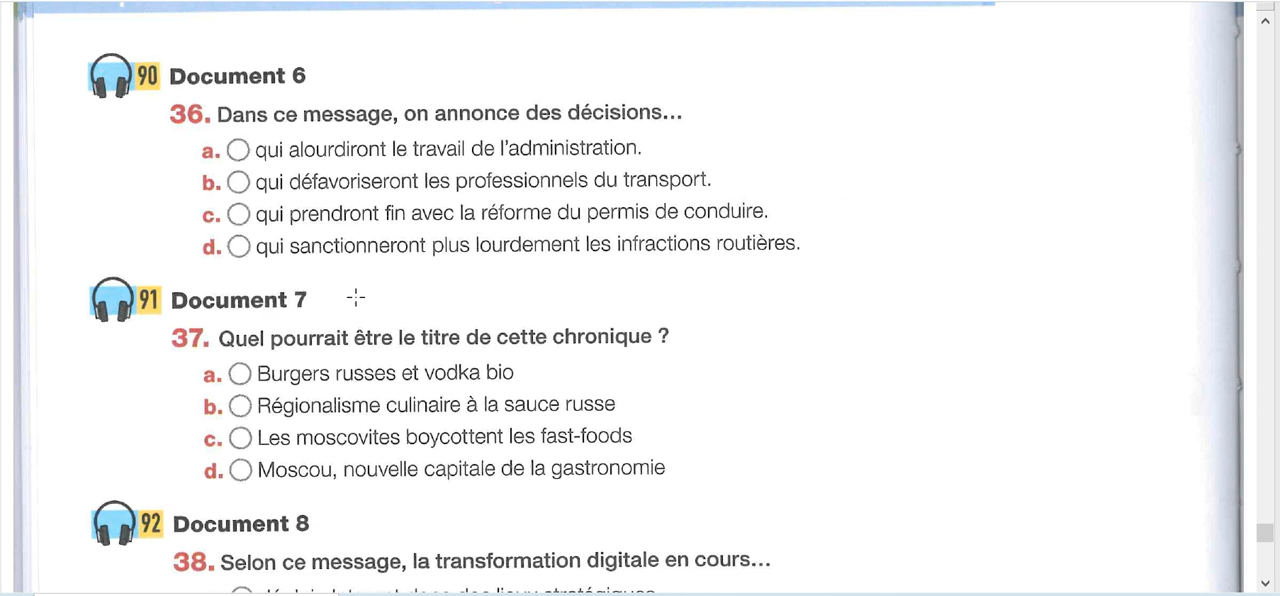 90 Document 6
36. Dans ce message, on annonce des décisions...
a. qui alourdiront le travail de l'administration.
b. qui défavoriseront les professionnels du transport.
c. qui prendront fin avec la réforme du permis de conduire.
d. qui sanctionneront plus lourdement les infractions routières.
91 Document 7
37. Quel pourrait être le titre de cette chronique ?
a. Burgers russes et vodka bio
b. Régionalisme culinaire à la sauce russe
c. Les moscovites boycottent les fast-foods
d. Moscou, nouvelle capitale de la gastronomie
92 Document 8
38. Selon ce message, la transformation digitale en cours...